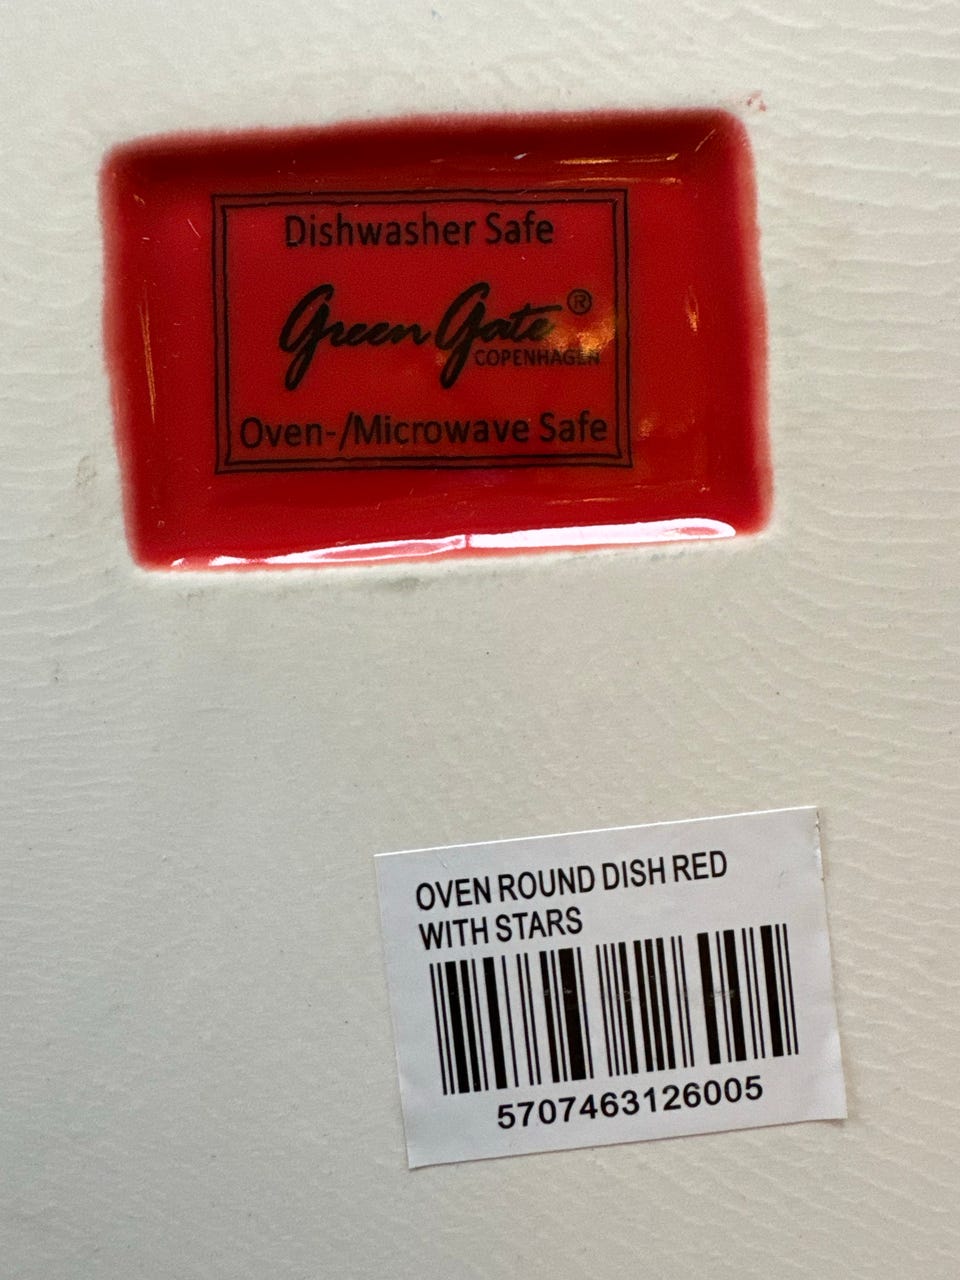 Dishwasher Safe
Green Gate ®
COPENHAGEN
Oven-/Microwave Safe
OVEN ROUND DISH RED
WITH STARS
5707463126005